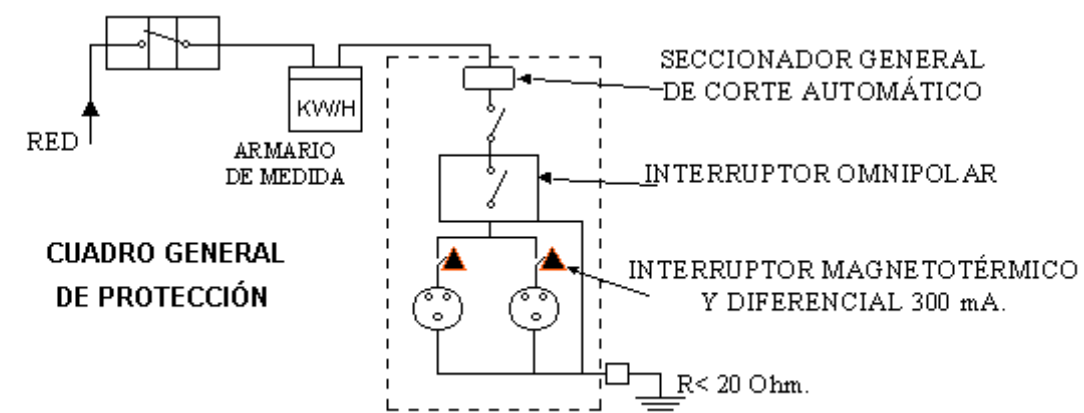 SECCIONADOR GENERAL
DE CORTE AUTOMÁTICO
RED
KW/H
ARMARIO
DE MEDIDA
INTERRUPTOR OMNIPOLAR
CUADRO GENERAL
DE PROTECCIÓN
INTERRUPTOR MAGNETOTÉRMICO
Y DIFERENCIAL 300 mA.
R< 20 Ohm.